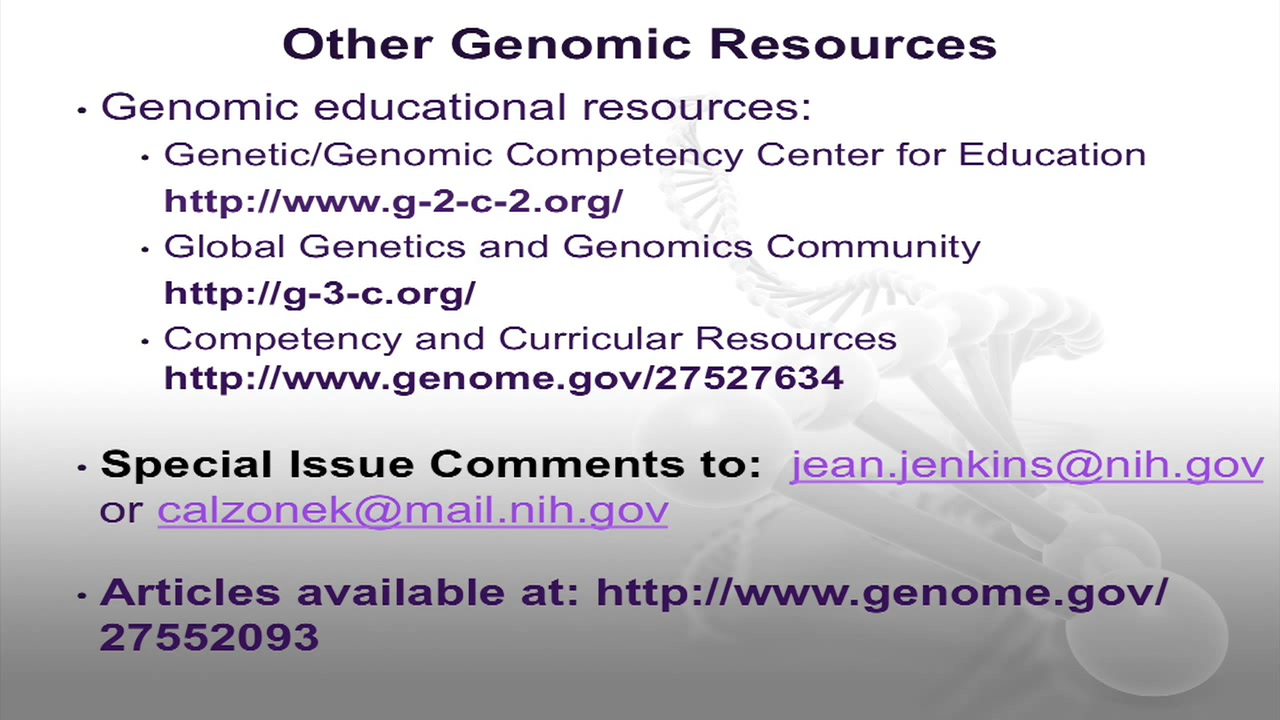 Other Genomic Resources
• Genomic educational resources:
• Genetic/Genomic Competency Center for Education
http://www.g-2-c-2.org/
• Global Genetics and Genomics Community
http://g-3-c.org/
• Competency and Curricular Resources
http://www.genome.gov/27527634
• Special Issue Comments to: jean.jenkins@nih.gov
or calzonek@mail.nih.gov
• Articles available at: http://www.genome.gov/
27552093